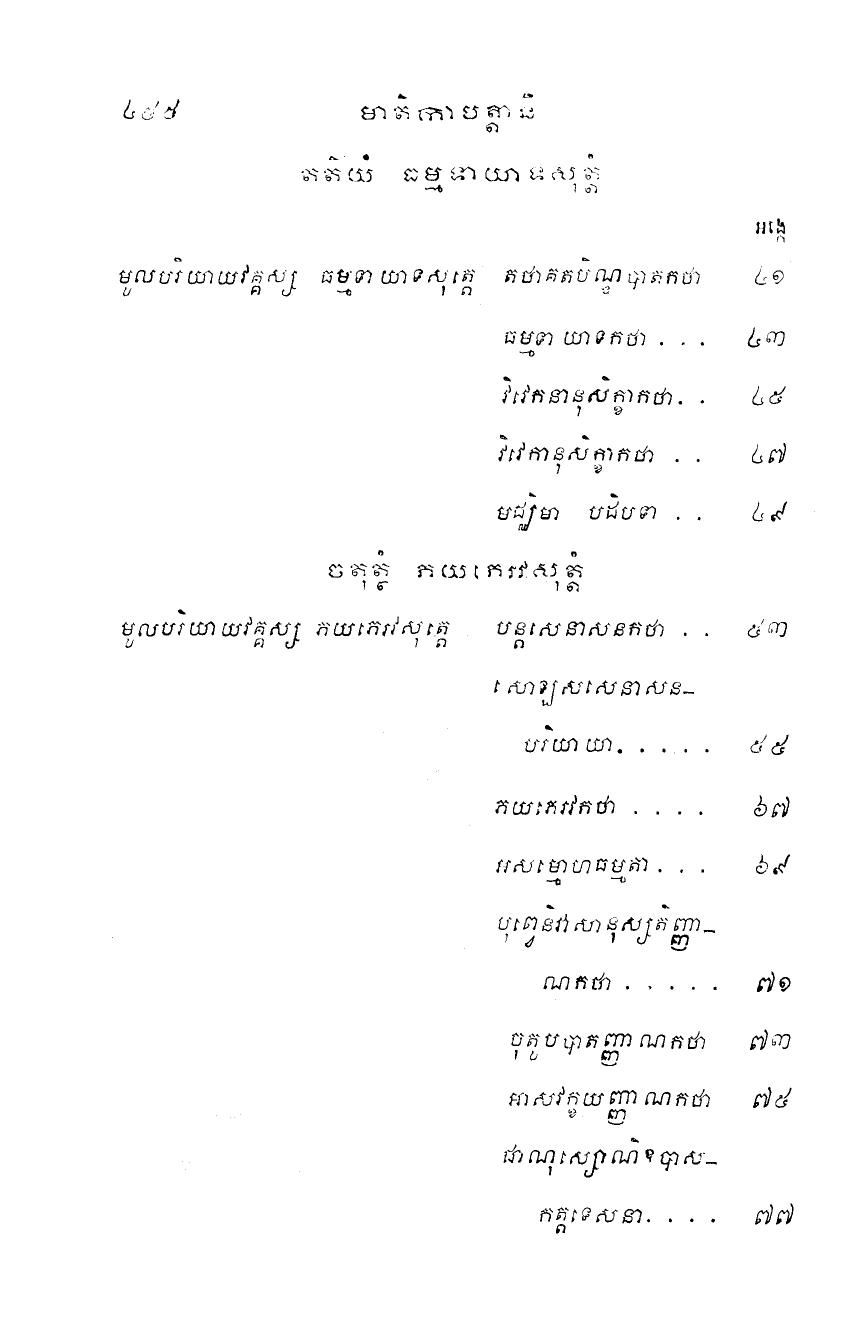 ៤៩៥ មាតិកាបត្តានិ
តតិយំ ធម្មទាយាទសុត្តំ
អង្កេ
មូលបរិយាយវគ្គស្ស ធម្មទាយាទសុត្តេ តថាគតបិណ្ឌបាតកថា ៤១
ធម្មទាយាទកថា . . . ៤៣
វិវេកនានុសិក្ខាកថា. . ៤៥
វិវេកានុសិក្ខាកថា . . ៤៧
មជ្ឈិមា បដិបទា . . ៤៩
ចតុត្ថំ ភយភេរវសុត្តំ
មូលបរិយាយវគ្គស្ស ភយភេរវសុត្តេ បន្តសេនាសនកថា . . ៥៣
សោឡសសេនាសន–
បរិយាយា. . . . . ៥៥
ភយភេរវកថា . . . . ៦៧
អសម្មោហធម្មតា . . . ៦៩
បុព្វេនិវាសានុស្សតិញ្ញា–
ណកថា . . . . . ៧១
ចុតូបបាតញ្ញាណកថា ៧៣
អាសវក្ខយញ្ញាណកថា ៧៥
ជាណុស្សោណិឧបាស–
កត្តទេសនា. . . . ៧៧